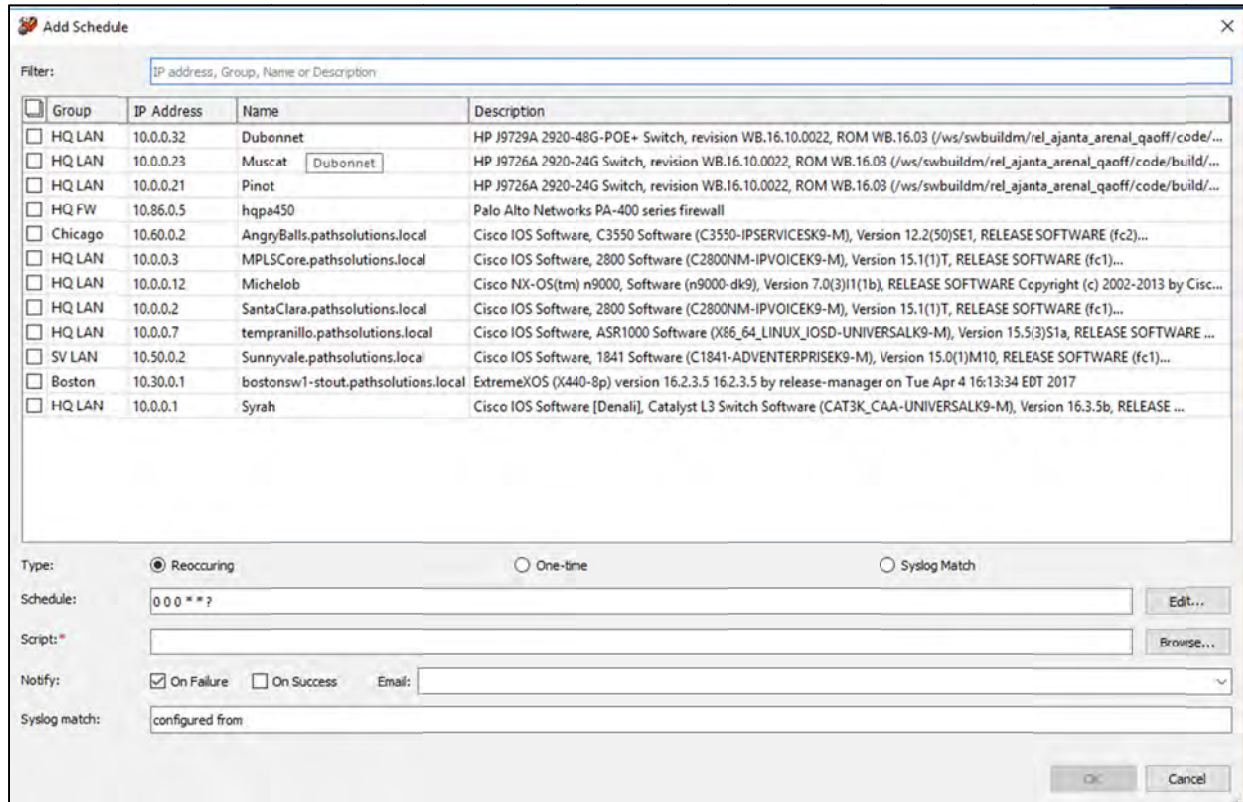 Add Schedule
Filter: IP address, Group, Name or Description
Group IP Address Name Description
HQ LAN 10.0.0.32 Dubonnet HP J9729A 2920-48G-POE+ Switch, revision WB.16.10.0022, ROM WB.16.03 (/ws/swbuildm/rel_ajanta_arenal_qaoff/code/...
HQ LAN 10.0.0.23 Muscat HP J9726A 2920-24G Switch, revision WB.16.10.0022, ROM WB.16.03 (/ws/swbuildm/rel_ajanta_arenal_qaoff/code/build/...
Dubonnet
HQ LAN 10.0.0.21 Pinot HP J9726A 2920-24G Switch, revision WB.16.10.0022, ROM WB.16.03 (/ws/swbuildm/rel_ajanta_arenal_qaoff/code/build/...
HQ FW 10.86.0.5 hqpa450 Palo Alto Networks PA-400 series firewall
Chicago 10.60.0.2 AngryBalls.pathsolutions.local Cisco IOS Software, C3550 Software (C3550-IPSERVICESK9-M), Version 12.2(50)SE1, RELEASE SOFTWARE (fc2)...
HQ LAN 10.0.0.3 MPLSCore.pathsolutions.local Cisco IOS Software, 2800 Software (C2800NM-IPVOICEK9-M), Version 15.1(1)T, RELEASE SOFTWARE (fc1)...
HQ LAN 10.0.0.12 Michelob Cisco NX-OS(tm) n9000, Software (n9000-dk9), Version 7.0(3)I1(1b), RELEASE SOFTWARE Copyright (c) 2002-2013 by Cisc...
HQ LAN 10.0.0.2 SantaClara.pathsolutions.local Cisco IOS Software, 2800 Software (C2800NM-IPVOICEK9-M), Version 15.1(1)T, RELEASE SOFTWARE (fc1)...
HQ LAN 10.0.0.7 tempranillo.pathsolutions.local Cisco IOS Software, ASR1000 Software (X86_64_LINUX_IOSD-UNIVERSALK9-M), Version 15.5(3)S1a, RELEASE SOFTWARE ...
SV LAN 10.50.0.2 Sunnyvale.pathsolutions.local Cisco IOS Software, 1841 Software (C1841-ADVENTERPRISEK9-M), Version 15.0(1)M10, RELEASE SOFTWARE (fc1)...
Boston 10.30.0.1 bostonsw1-stout.pathsolutions.local ExtremeXOS (X440-8p) version 16.2.3.5 16.2.3.5 by release-manager on Tue Apr 4 16:13:34 EDT 2017
HQ LAN 10.0.0.1 Syrah Cisco IOS Software [Denali], Catalyst L3 Switch Software (CAT3K_CAA-UNIVERSALK9-M), Version 16.3.5b, RELEASE ...
Type: Reoccuring One-time Syslog Match
Schedule: 0 0 0 * * ? Edit...
Script:* Browse...
Notify: On Failure On Success Email:
Syslog match: configured from
OK Cancel